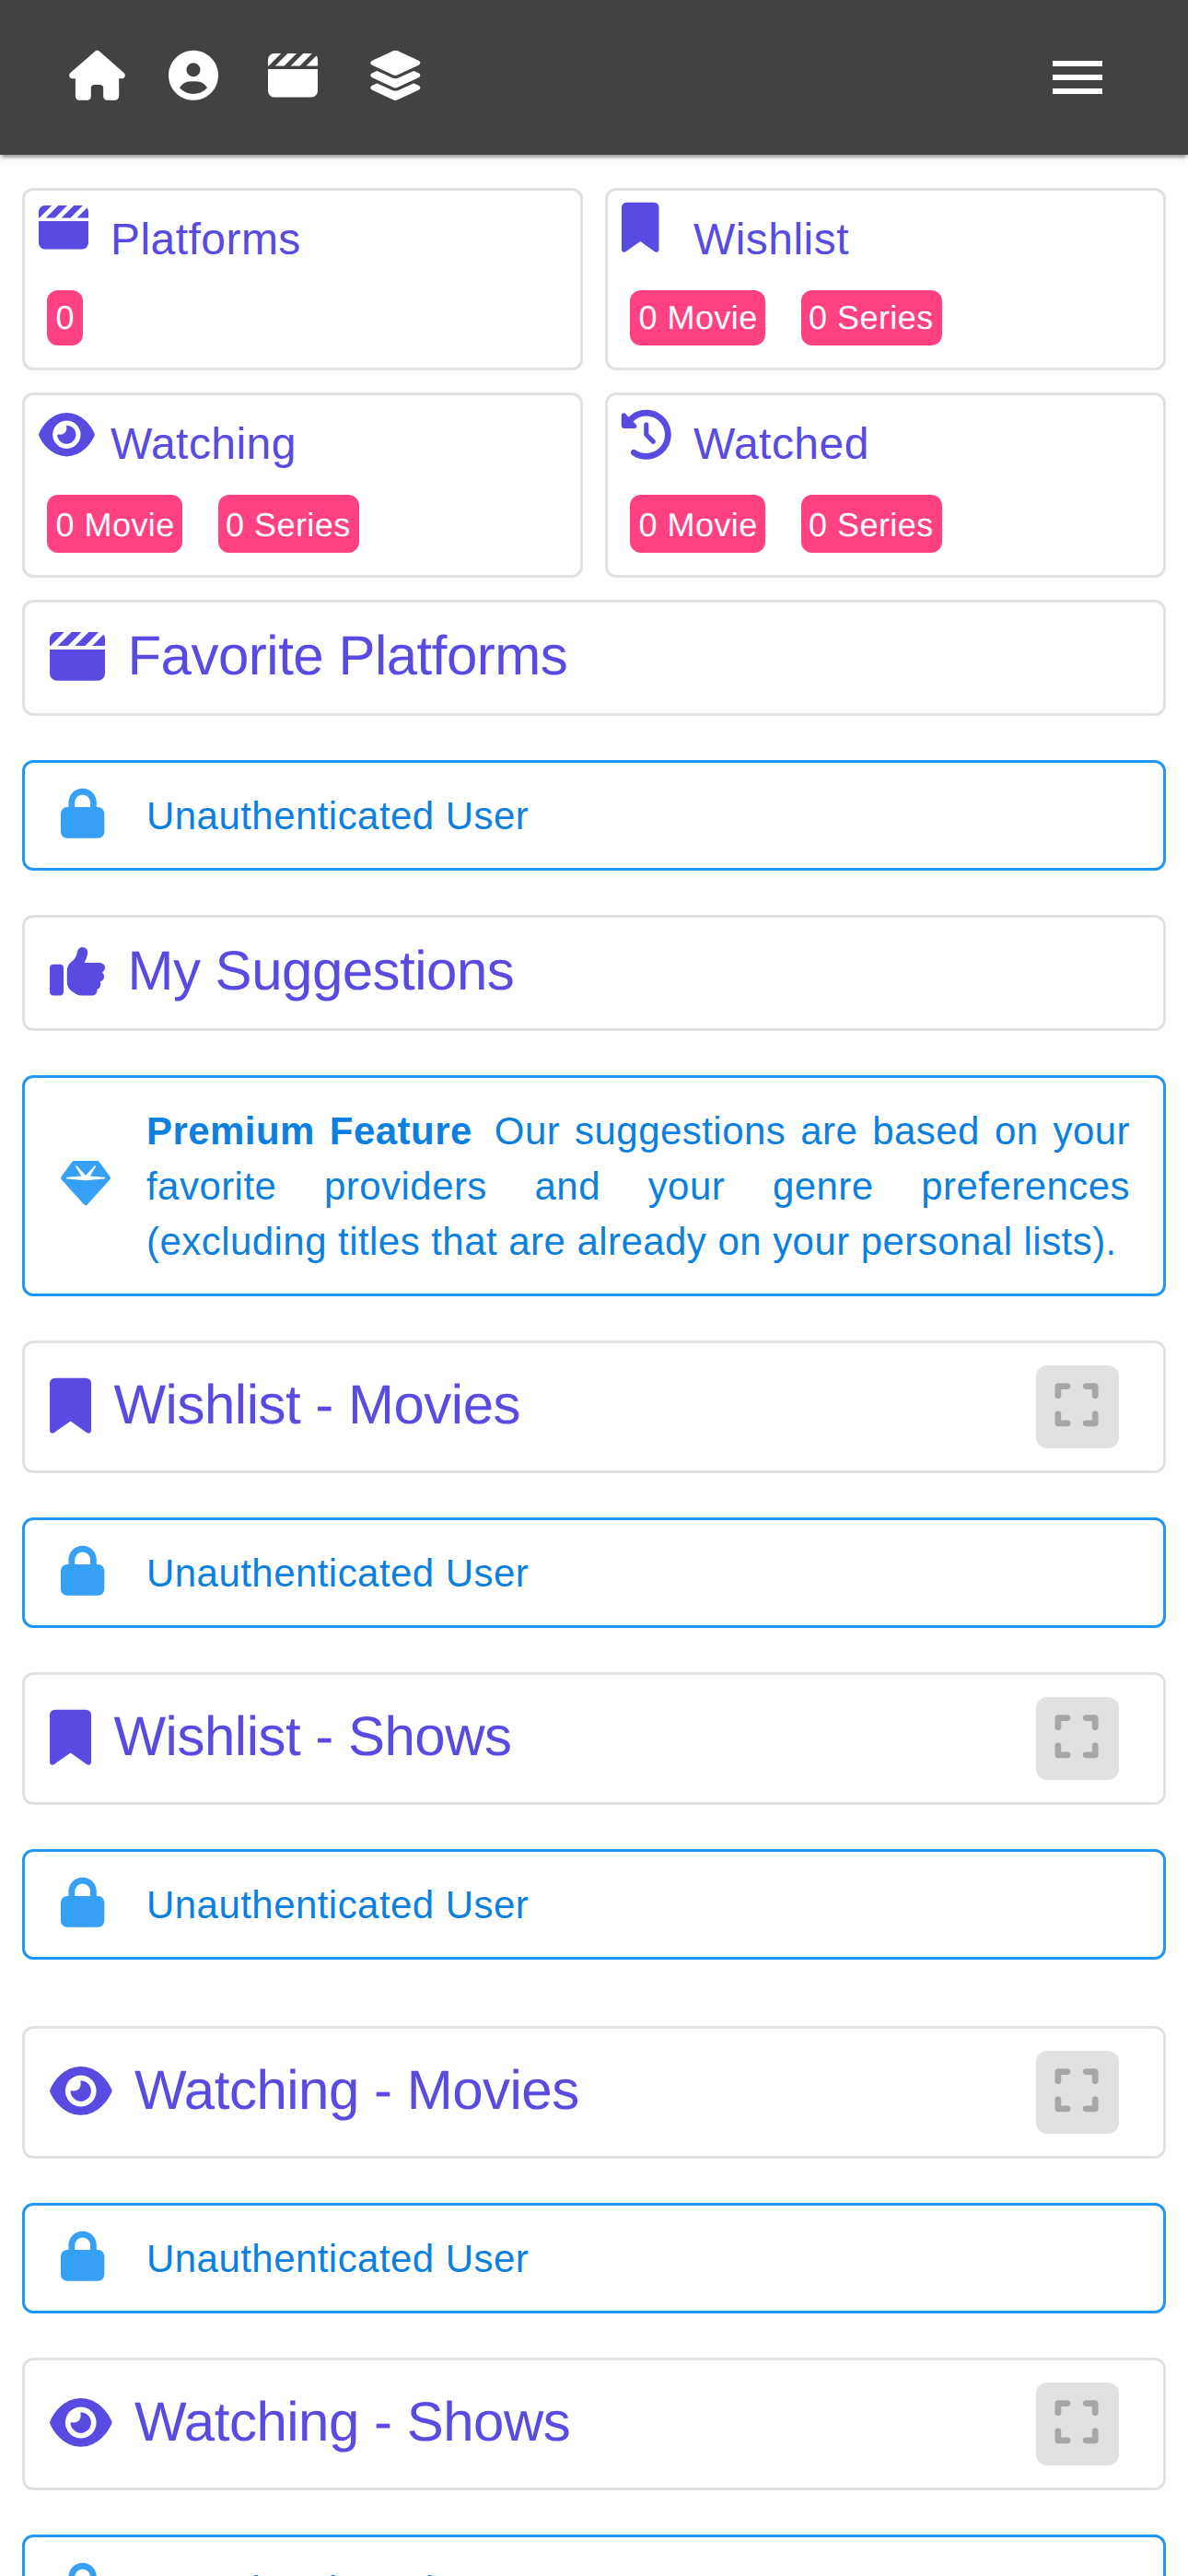 Platforms
0
Wishlist
0 Movie 0 Series
Watching
0 Movie 0 Series
Watched
0 Movie 0 Series
Favorite Platforms
Unauthenticated User
My Suggestions
Premium Feature Our suggestions are based on your
favorite providers and your genre preferences
(excluding titles that are already on your personal lists).
Wishlist - Movies
Unauthenticated User
Wishlist - Shows
Unauthenticated User
Watching - Movies
Unauthenticated User
Watching - Shows